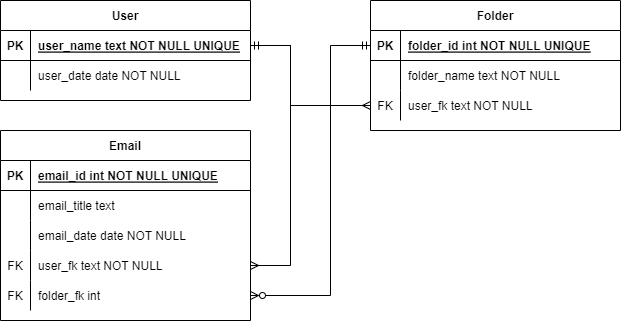 User
PK user_name text NOT NULL UNIQUE
user_date date NOT NULL
Folder
PK folder_id int NOT NULL UNIQUE
folder_name text NOT NULL
FK user_fk text NOT NULL
Email
PK email_id int NOT NULL UNIQUE
email_title text
email_date date NOT NULL
FK user_fk text NOT NULL
FK folder_fk int